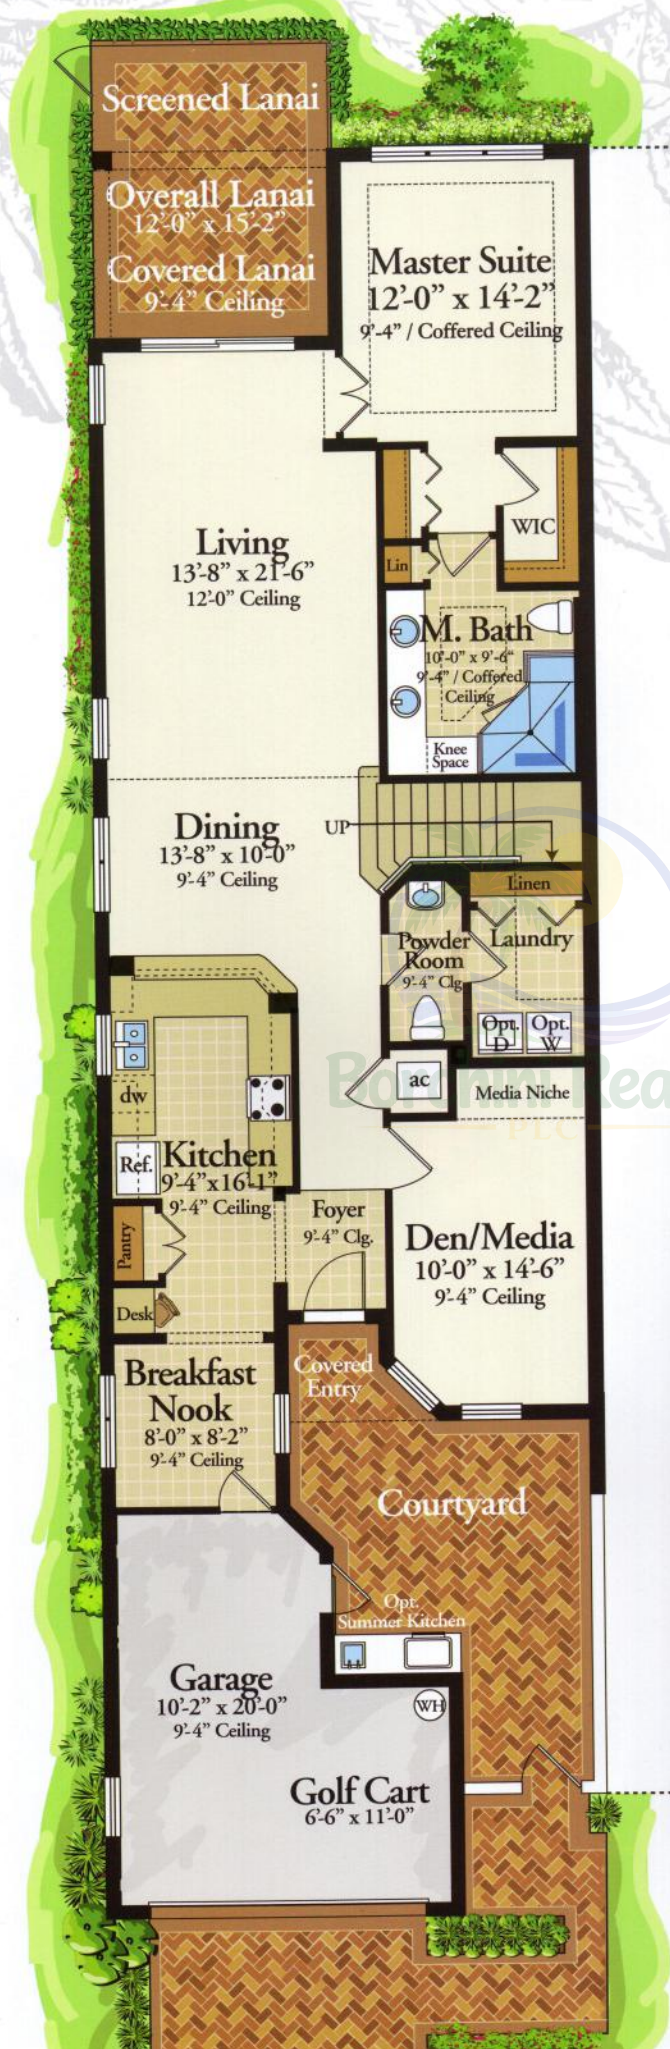 Screened Lanai
Overall Lanai
12'-0" x 15'-2"
Covered Lanai
9'-4" Ceiling
Master Suite
12'-0" x 14'-2"
9'-4" / Coffered Ceiling
Living
13'-8" x 21'-6"
12'-0" Ceiling
WIC
Lin
M. Bath
10'-0" x 9'-6"
9'-4" / Coffered
Ceiling
Knee
Space
Dining
13'-8" x 10'-0"
9'-4" Ceiling
UP
Linen
Powder
Room
9'-4" Clg.
Laundry
Opt.
D
Opt.
W
ac
Media Niche
dw
Ref.
Kitchen
9'-4"x16'-1"
9'-4" Ceiling
Pantry
Desk
Foyer
9'-4" Clg.
Den/Media
10'-0" x 14'-6"
9'-4" Ceiling
Covered
Entry
Breakfast
Nook
8'-0" x 8'-2"
9'-4" Ceiling
Courtyard
Opt.
Summer Kitchen
Garage
10'-2" x 20'-0"
9'-4" Ceiling
WH
Golf Cart
6'-6" x 11'-0"
PLC